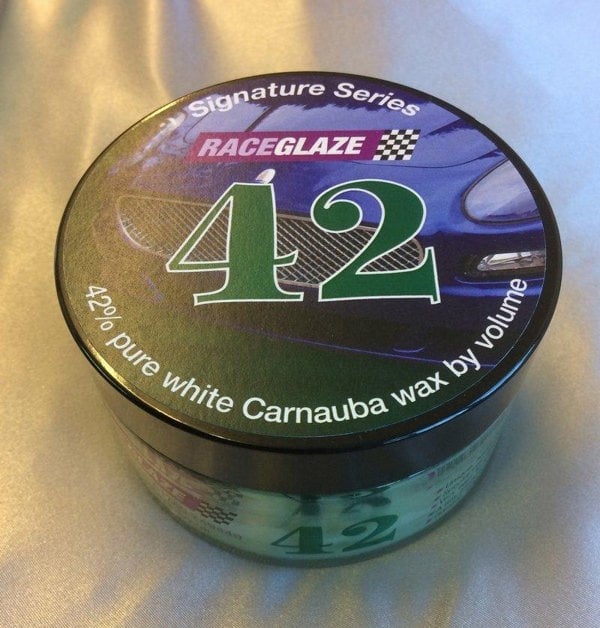 Signature Series
RACEGLAZE
42
42% pure white Carnauba wax by volume
42